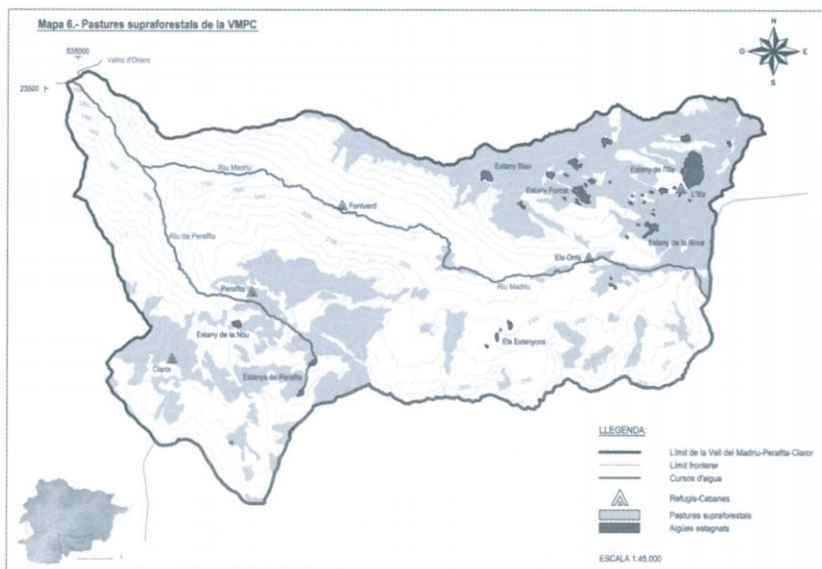 Mapa 6.- Pastures supraforestals de la VMPC
N
O E
S
535000
Valira d'Orient
23500
Riu Madriu
Estany Blau
Estany de l'Illa
Estany Forcat
L'Illa
Fontverd
Riu de Perafita
Estany de la Bova
Els Orris
Perafita
Riu Madriu
Estany de la Nou
Els Estanyons
Claror
Estanys de Perafita
LLEGENDA:
Límit de la Vall del Madriu-Perafita-Claror
Límit fronterer
Cursos d'aigua
Refugis-Cabanes
Pastures supraforestals
Aigües estagnats
ESCALA 1:45.000